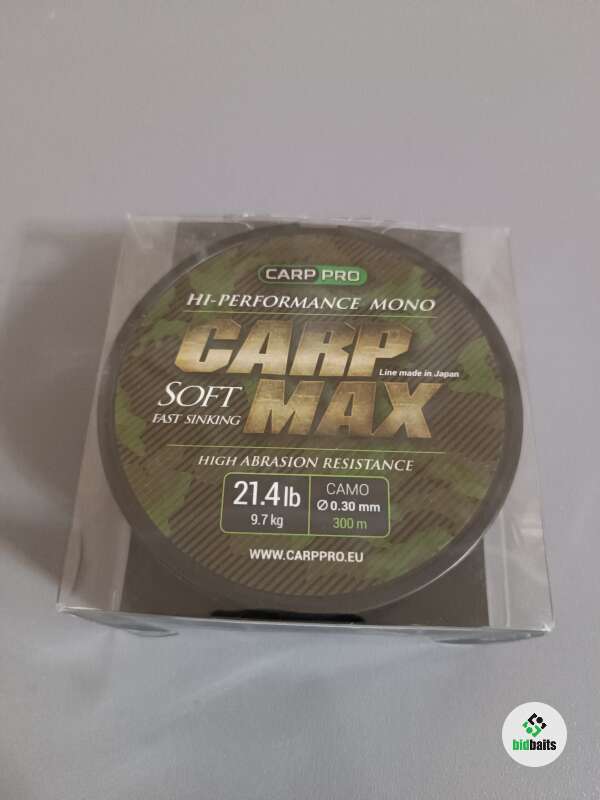 CARP PRO
HI-PERFORMANCE MONO
CARP
Line made in Japan
SOFT MAX
FAST SINKING
HIGH ABRASION RESISTANCE
21.4 lb CAMO
9.7 kg Ø 0.30 mm
300 m
WWW.CARPPRO.EU
bidbaits